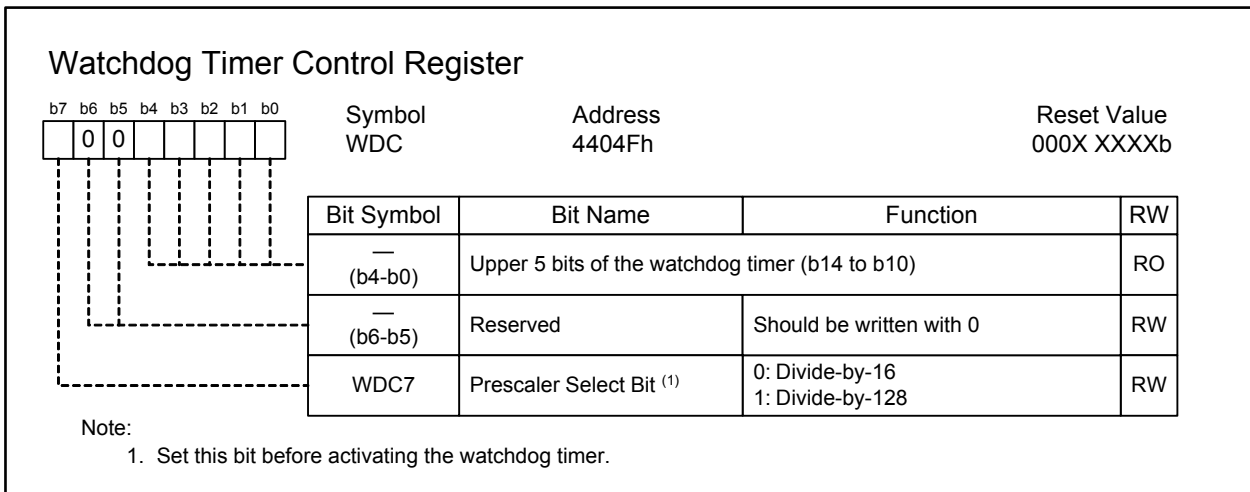 Watchdog Timer Control Register
b7 b6 b5 b4 b3 b2 b1 b0
0 0
Symbol Address Reset Value
WDC 4404Fh 000X XXXXb
Bit Symbol Bit Name Function RW
— (b4-b0) Upper 5 bits of the watchdog timer (b14 to b10) RO
— (b6-b5) Reserved Should be written with 0 RW
WDC7 Prescaler Select Bit (1) 0: Divide-by-16
1: Divide-by-128 RW
Note:
1. Set this bit before activating the watchdog timer.